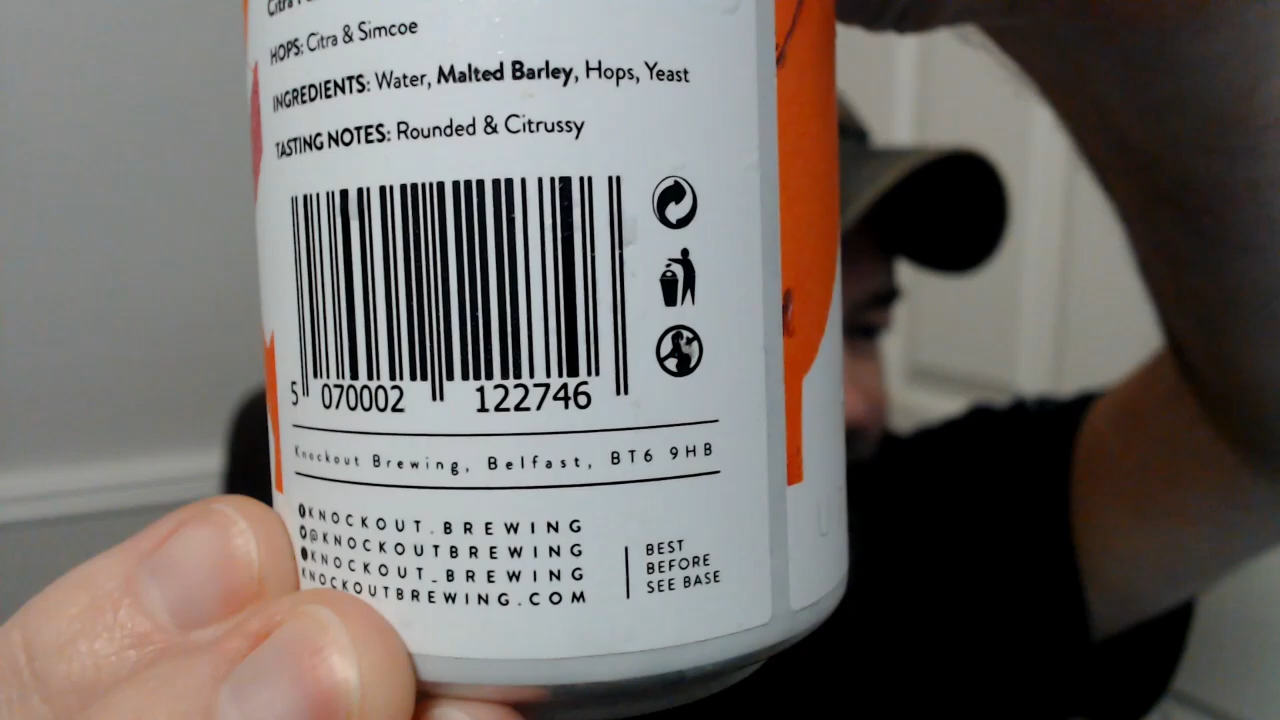 Citra
HOPS: Citra & Simcoe
INGREDIENTS: Water, Malted Barley, Hops, Yeast
TASTING NOTES: Rounded & Citrussy
5 070002 122746
Knockout Brewing, Belfast, BT6 9HB
KNOCKOUT.BREWING
@KNOCKOUTBREWING
KNOCKOUT_BREWING
KNOCKOUTBREWING.COM
BEST
BEFORE
SEE BASE